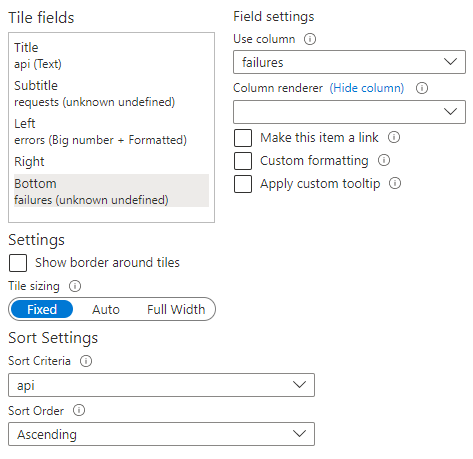 Tile fields
Title
api (Text)
Subtitle
requests (unknown undefined)
Left
errors (Big number + Formatted)
Right
Bottom
failures (unknown undefined)
Field settings
Use column
failures
Column renderer (Hide column)
Make this item a link
Custom formatting
Apply custom tooltip
Settings
Show border around tiles
Tile sizing
Fixed Auto Full Width
Sort Settings
Sort Criteria
api
Sort Order
Ascending